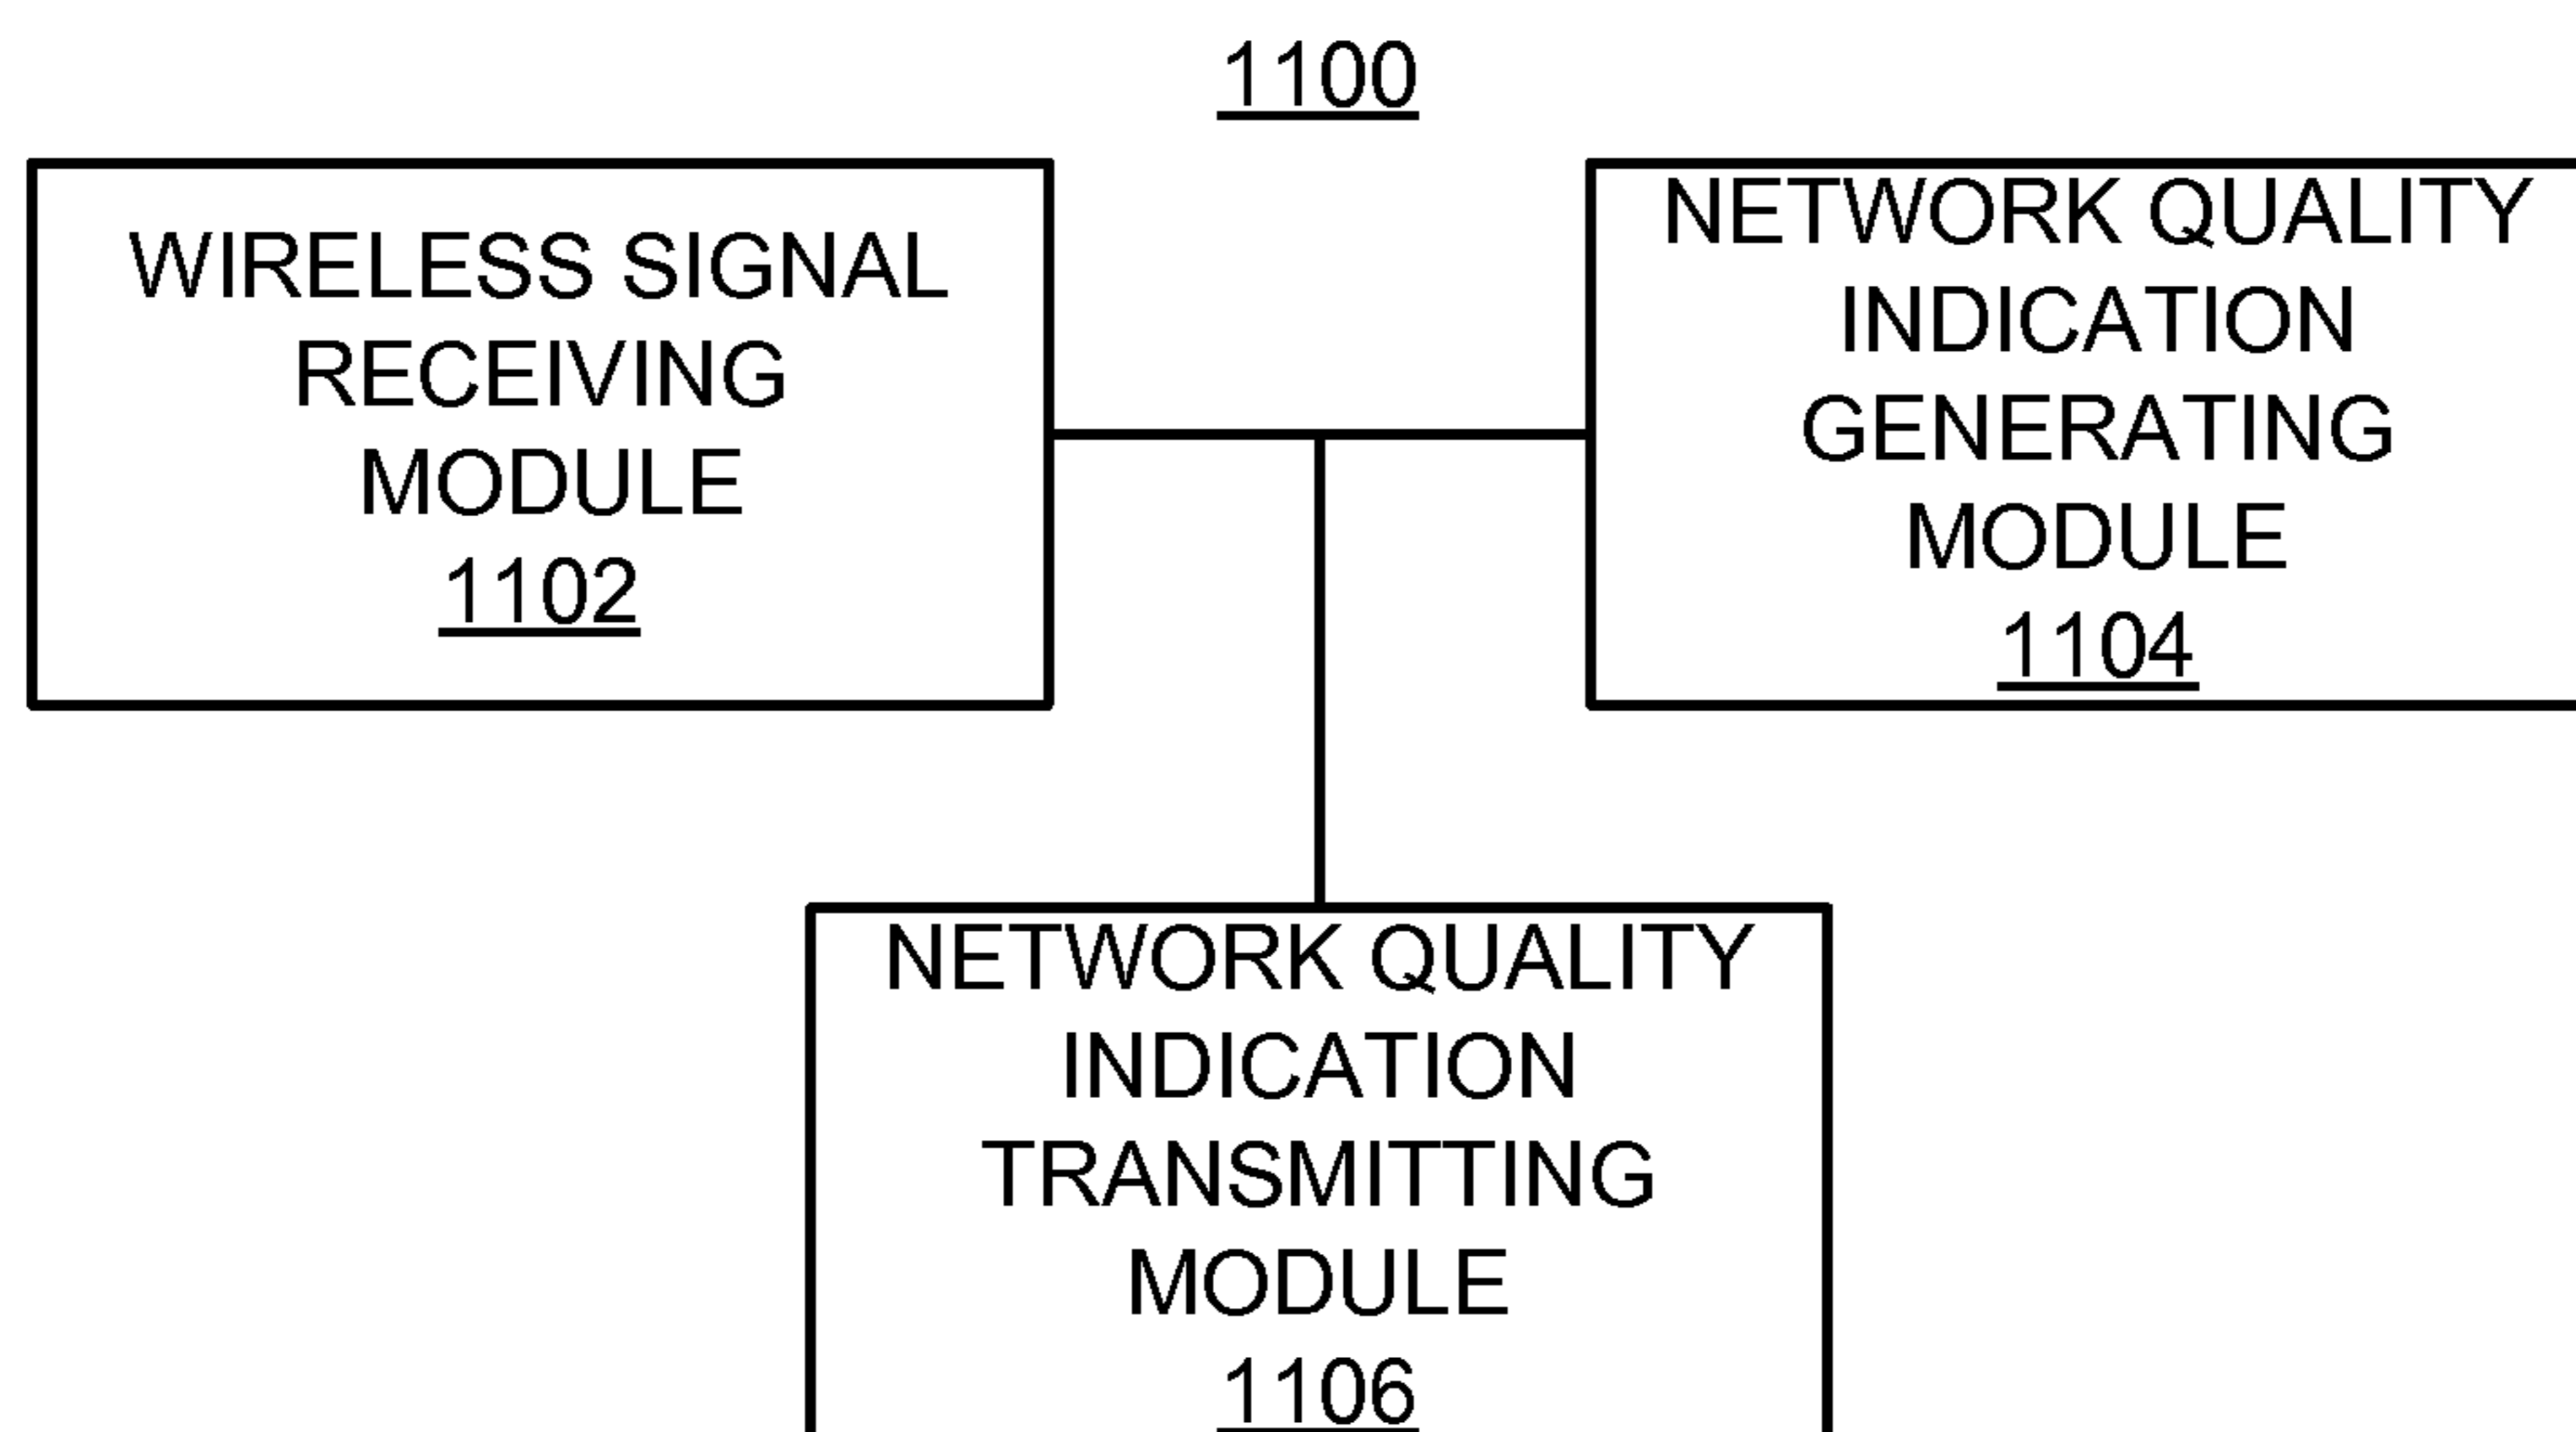 1100
WIRELESS SIGNAL
RECEIVING
MODULE
1102
NETWORK QUALITY
INDICATION
GENERATING
MODULE
1104
NETWORK QUALITY
INDICATION
TRANSMITTING
MODULE
1106